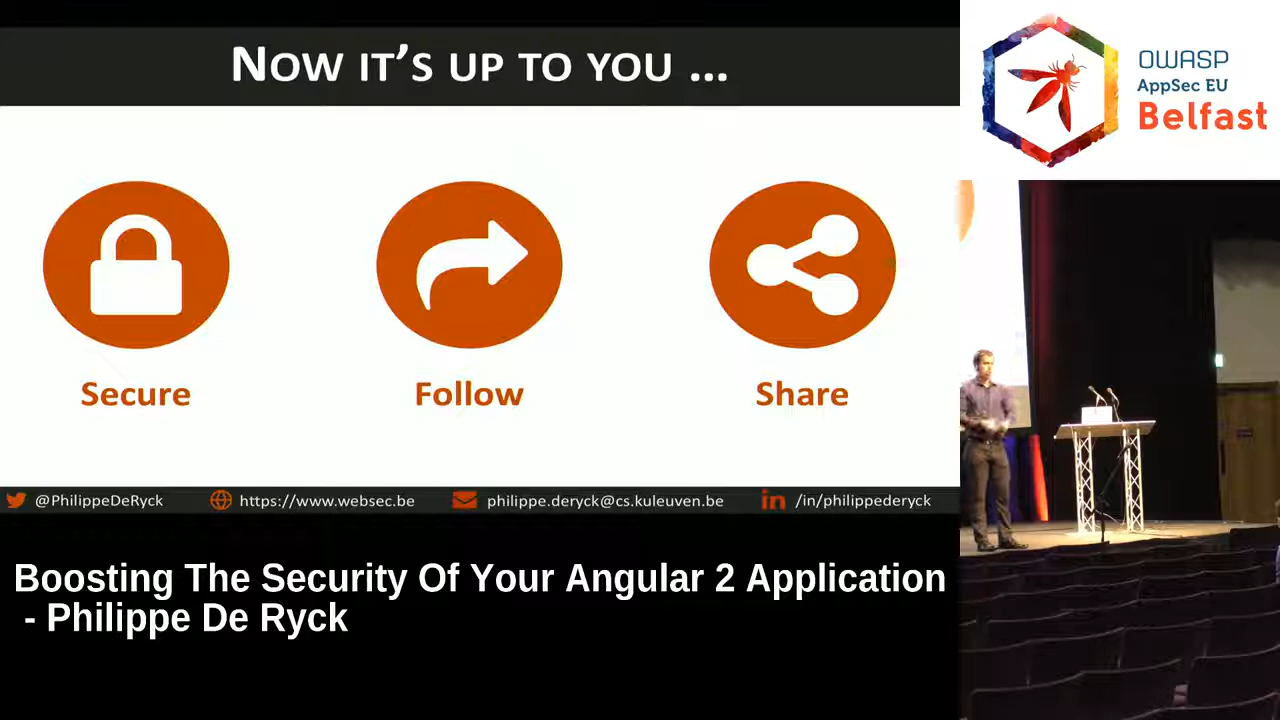 NOW IT'S UP TO YOU ...
Secure
Follow
Share
@PhilippeDeRyck
https://www.websec.be
philippe.deryck@cs.kuleuven.be
/in/philippederyck
OWASP
AppSec EU
Belfast
Boosting The Security Of Your Angular 2 Application
- Philippe De Ryck